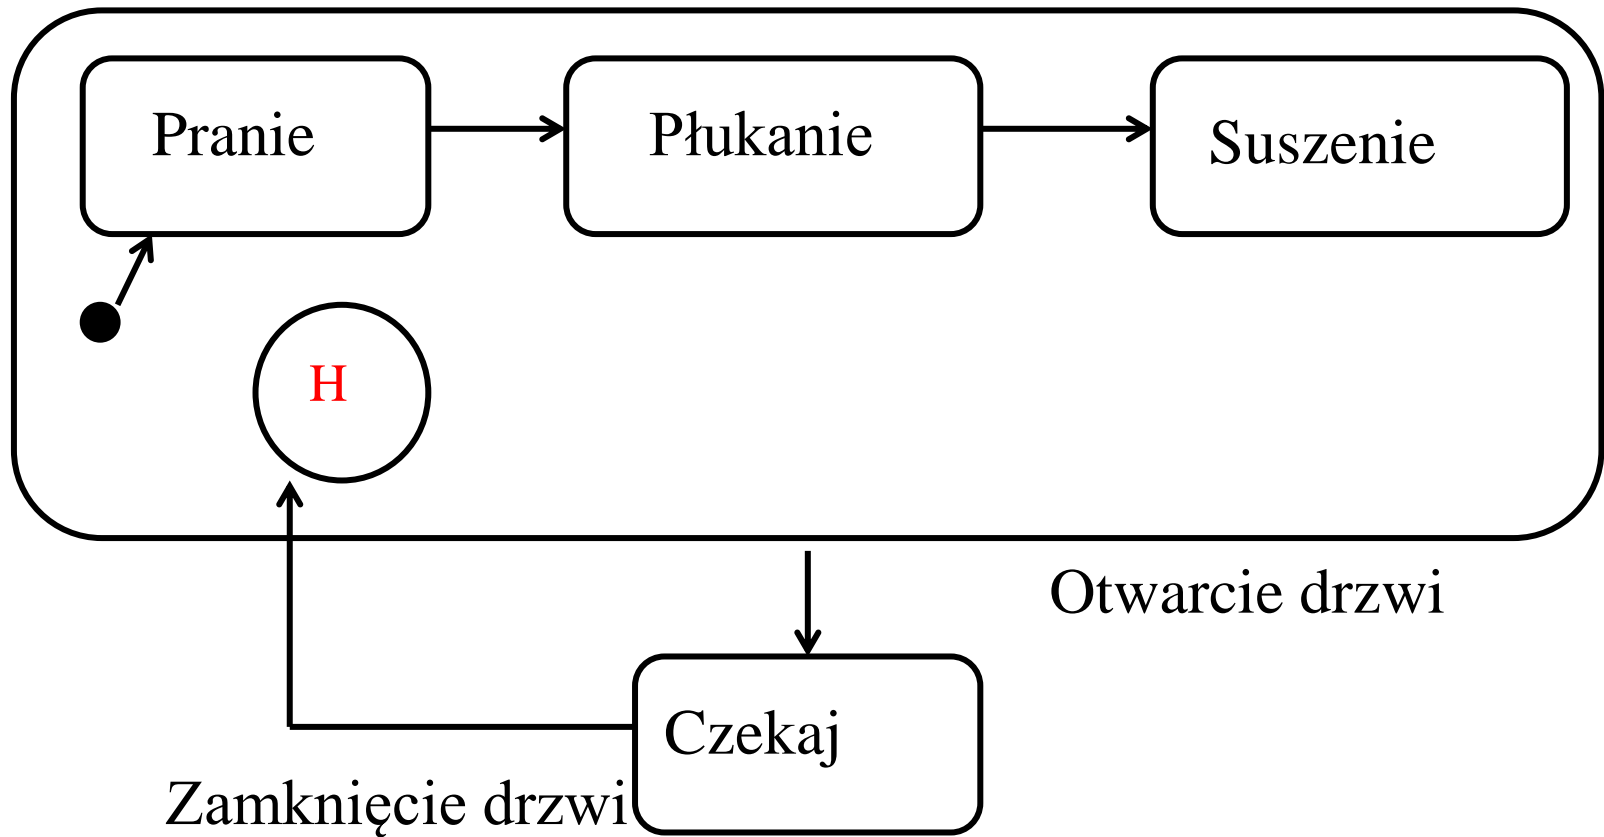 Pranie
Płukanie
Suszenie
H
Otwarcie drzwi
Czekaj
Zamknięcie drzwi